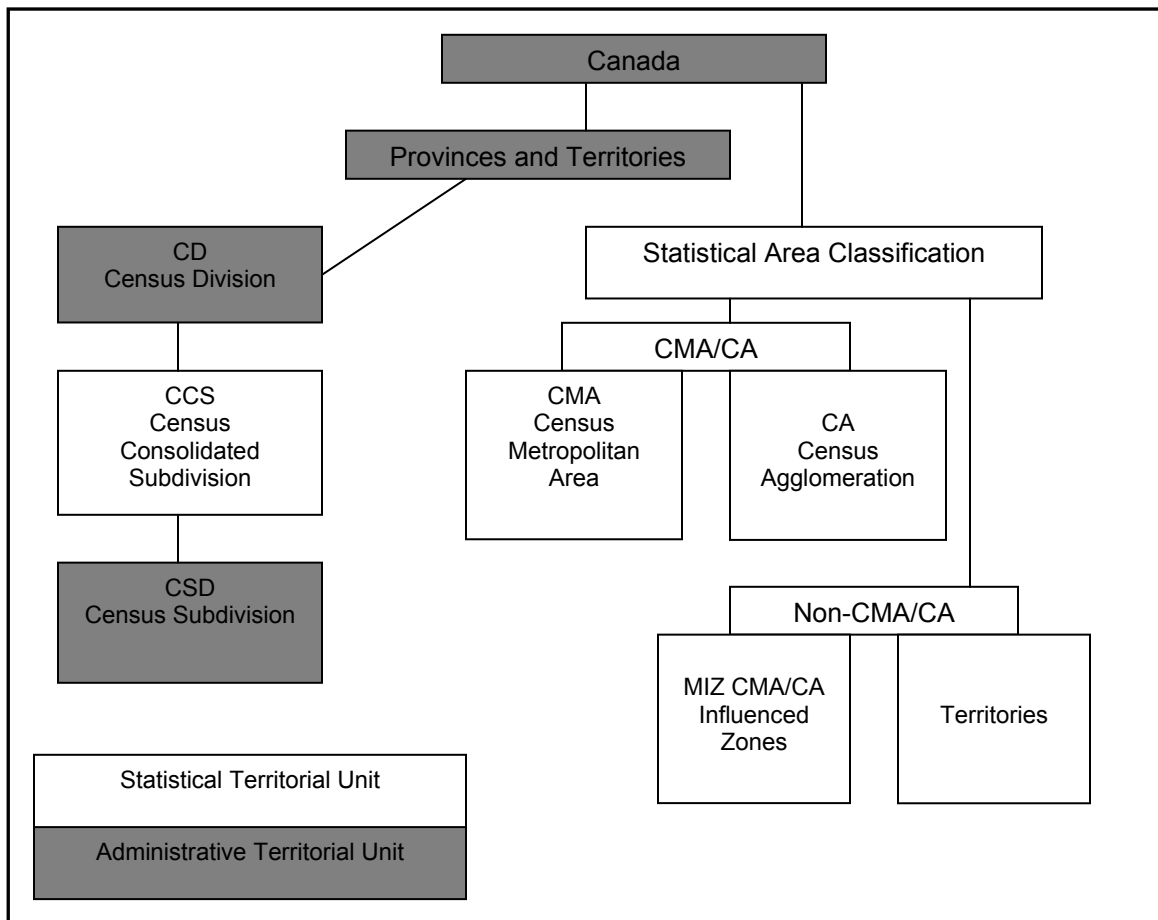 Canada
Provinces and Territories
CD
Census Division
Statistical Area Classification
CMA/CA
CCS
Census
Consolidated
Subdivision
CMA
Census
Metropolitan
Area
CA
Census
Agglomeration
CSD
Census Subdivision
Non-CMA/CA
MIZ CMA/CA
Influenced
Zones
Territories
Statistical Territorial Unit
Administrative Territorial Unit